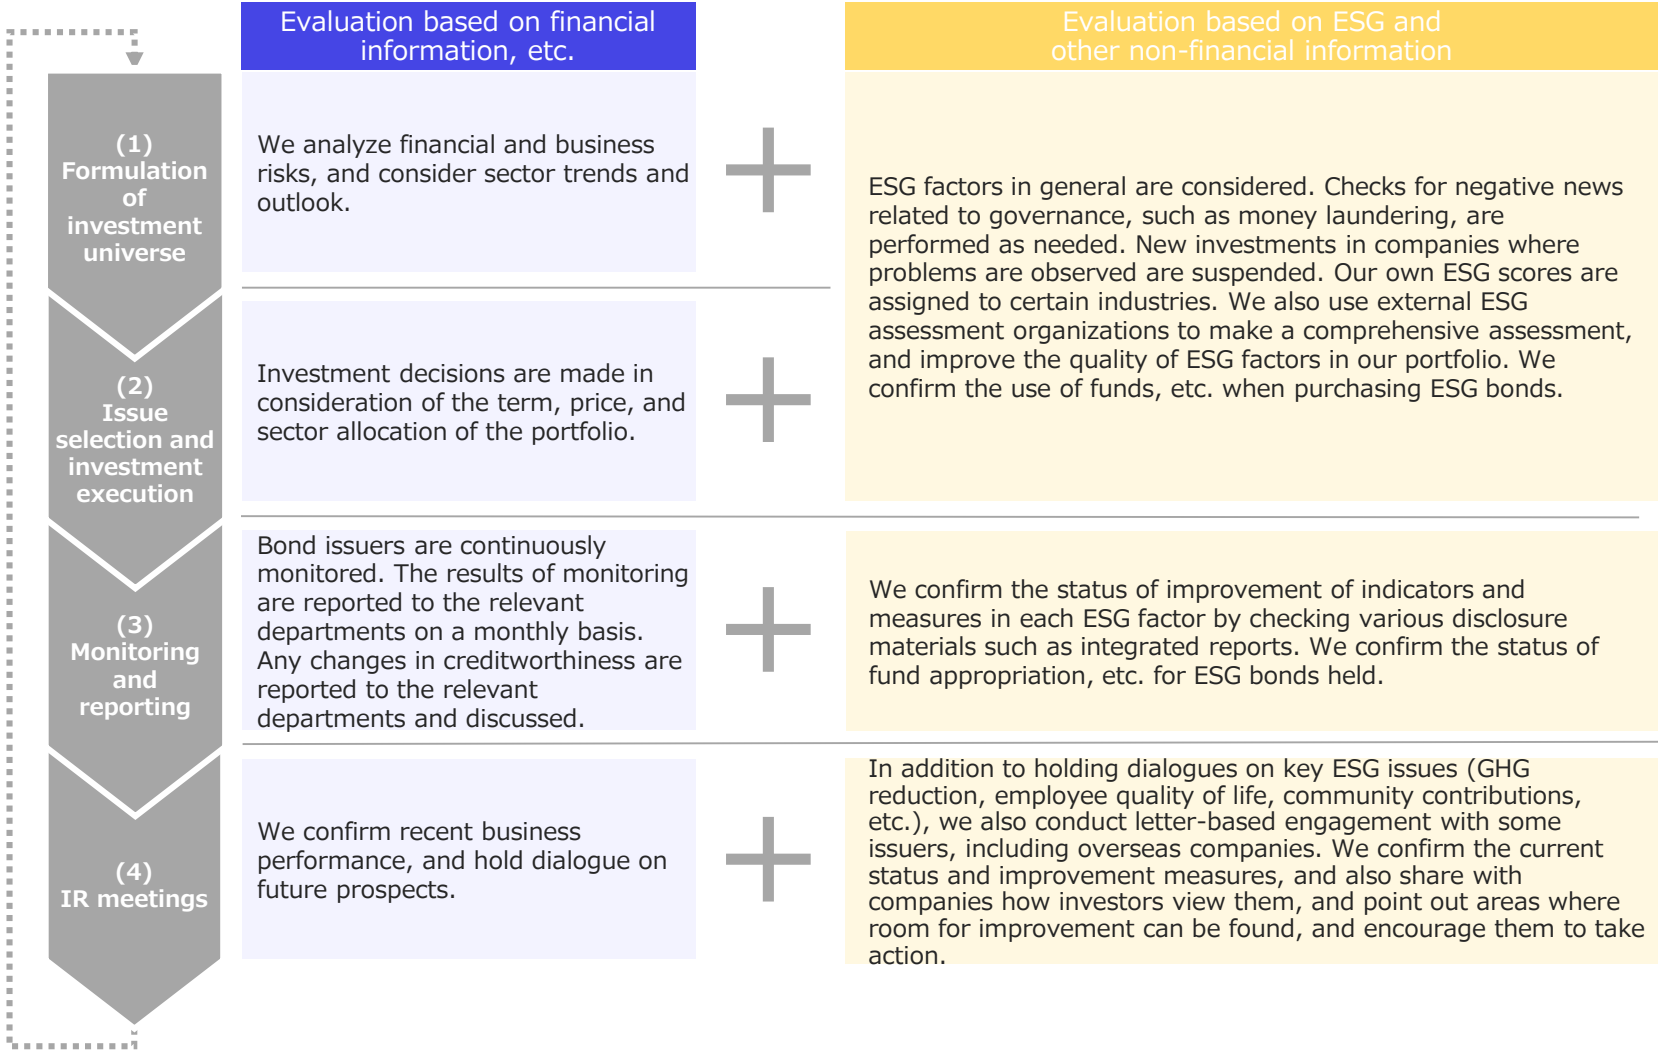 Evaluation based on financial
information, etc.
Evaluation based on ESG and
other non-financial information
(1)
Formulation
of
investment
universe
We analyze financial and business
risks, and consider sector trends and
outlook.
ESG factors in general are considered. Checks for negative news
related to governance, such as money laundering, are
performed as needed. New investments in companies where
problems are observed are suspended. Our own ESG scores are
assigned to certain industries. We also use external ESG
assessment organizations to make a comprehensive assessment,
and improve the quality of ESG factors in our portfolio. We
confirm the use of funds, etc. when purchasing ESG bonds.
(2)
Issue
selection and
investment
execution
Investment decisions are made in
consideration of the term, price, and
sector allocation of the portfolio.
(3)
Monitoring
and
reporting
Bond issuers are continuously
monitored. The results of monitoring
are reported to the relevant
departments on a monthly basis.
Any changes in creditworthiness are
reported to the relevant
departments and discussed.
We confirm the status of improvement of indicators and
measures in each ESG factor by checking various disclosure
materials such as integrated reports. We confirm the status of
fund appropriation, etc. for ESG bonds held.
(4)
IR meetings
We confirm recent business
performance, and hold dialogue on
future prospects.
In addition to holding dialogues on key ESG issues (GHG
reduction, employee quality of life, community contributions,
etc.), we also conduct letter-based engagement with some
issuers, including overseas companies. We confirm the current
status and improvement measures, and also share with
companies how investors view them, and point out areas where
room for improvement can be found, and encourage them to take
action.